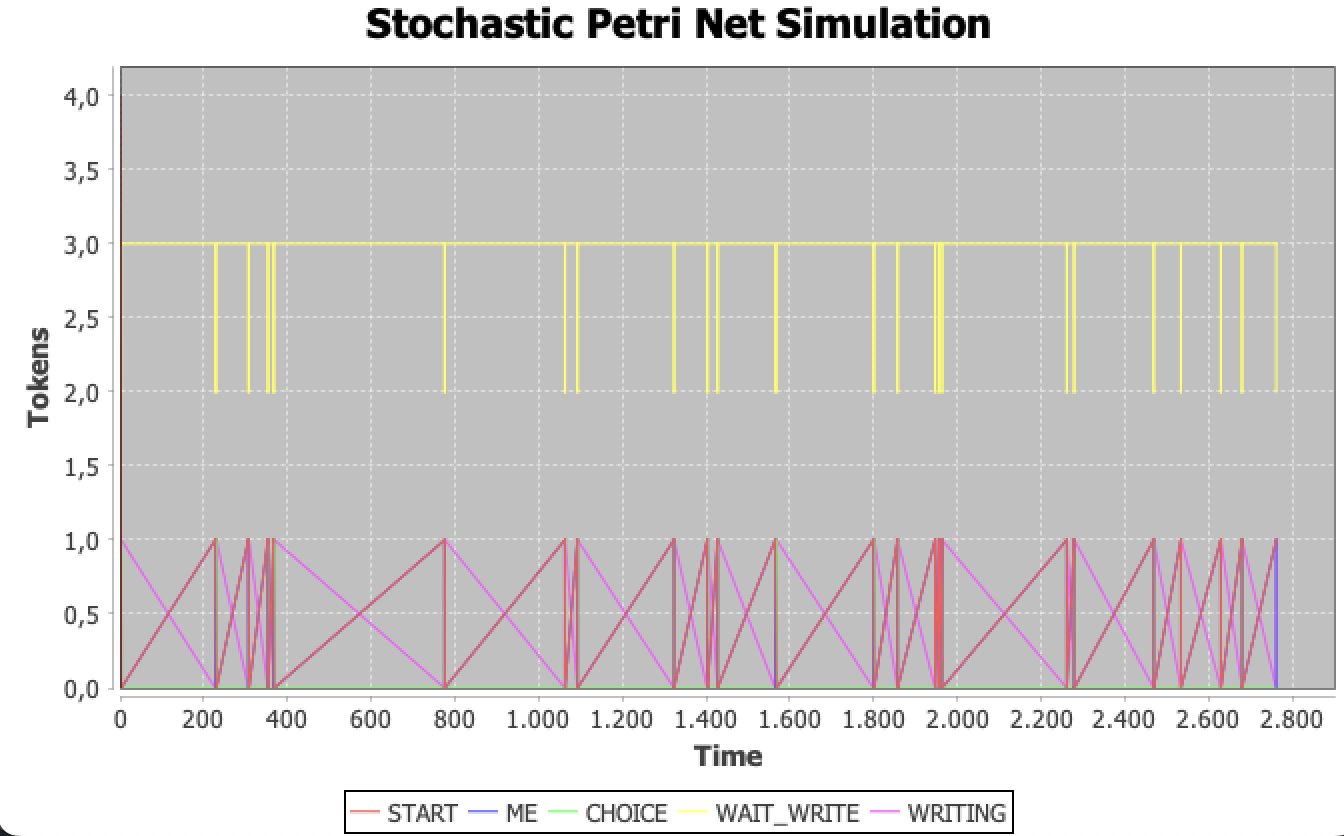 Stochastic Petri Net Simulation
4,0
3,5
3,0
2,5
2,0
1,5
1,0
0,5
0,0
Tokens
0 200 400 600 800 1.000 1.200 1.400 1.600 1.800 2.000 2.200 2.400 2.600 2.800
Time
START ME CHOICE WAIT_WRITE WRITING